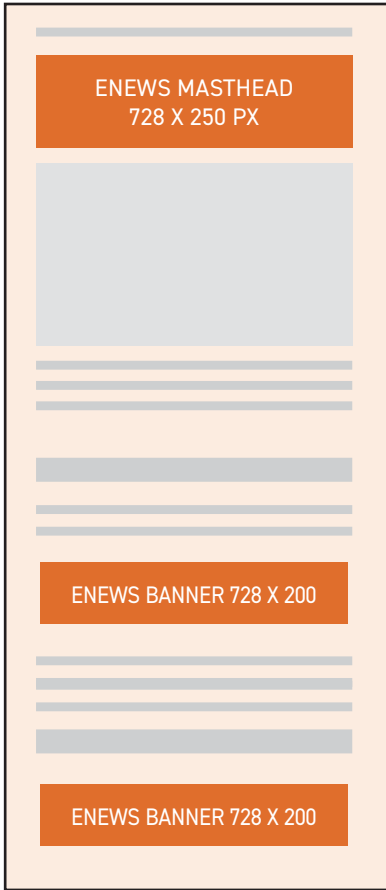 ENEWS MASTHEAD
728 X 250 PX
ENEWS BANNER 728 X 200
ENEWS BANNER 728 X 200